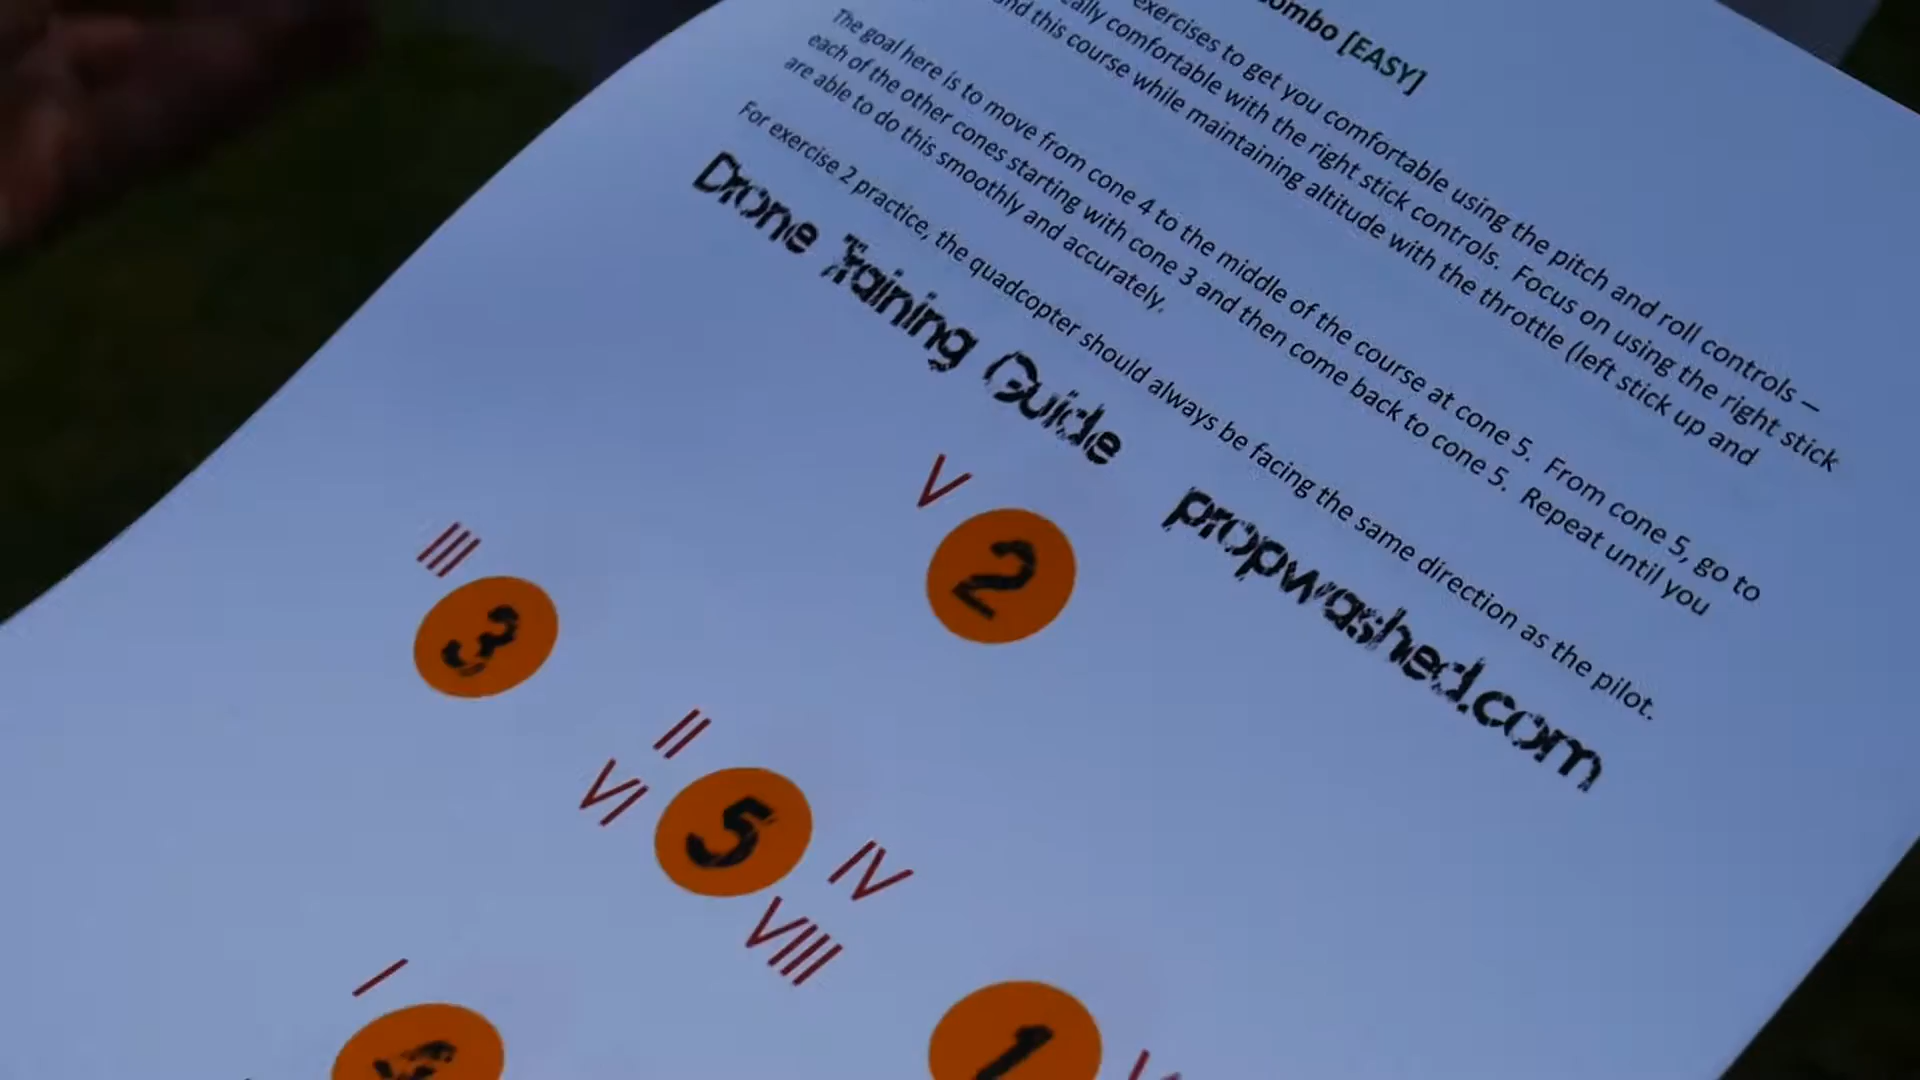 ombo [EASY]
exercises to get you comfortable using the pitch and roll controls –
cally comfortable with the right stick controls. Focus on using the right stick
and this course while maintaining altitude with the throttle (left stick up and
The goal here is to move from cone 4 to the middle of the course at cone 5. From cone 5, go to
each of the other cones starting with cone 3 and then come back to cone 5. Repeat until you
are able to do this smoothly and accurately.
For exercise 2 practice, the quadcopter should always be facing the same direction as the pilot.
Drone Training Guide propwashed.com
V
2
III
3
II
VI
5
IV
VIII
I
4
1
V